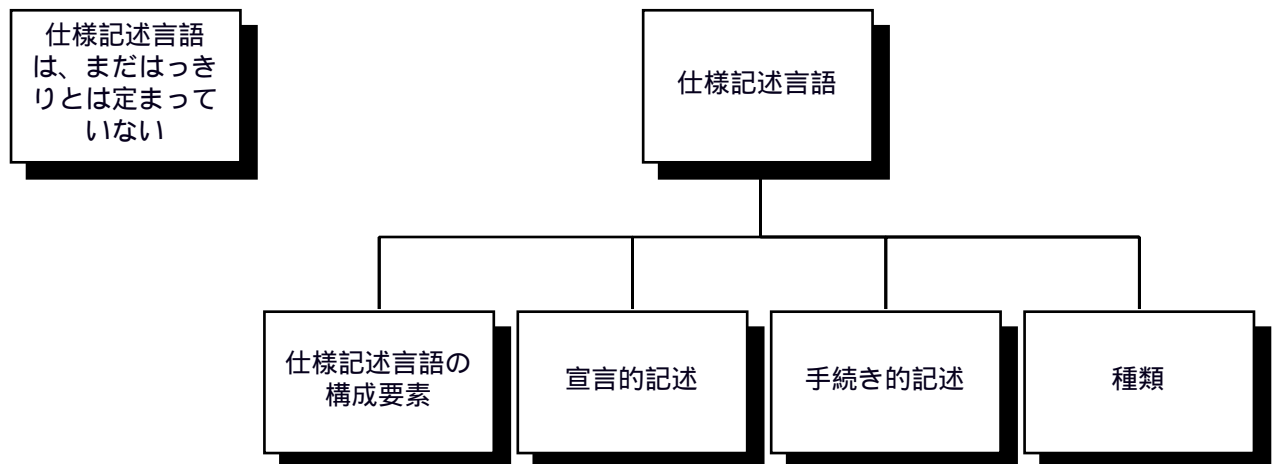 仕様記述言語
は、まだはっき
りとは定まって
いない
仕様記述言語
仕様記述言語の
構成要素
宣言的記述
手続き的記述
種類